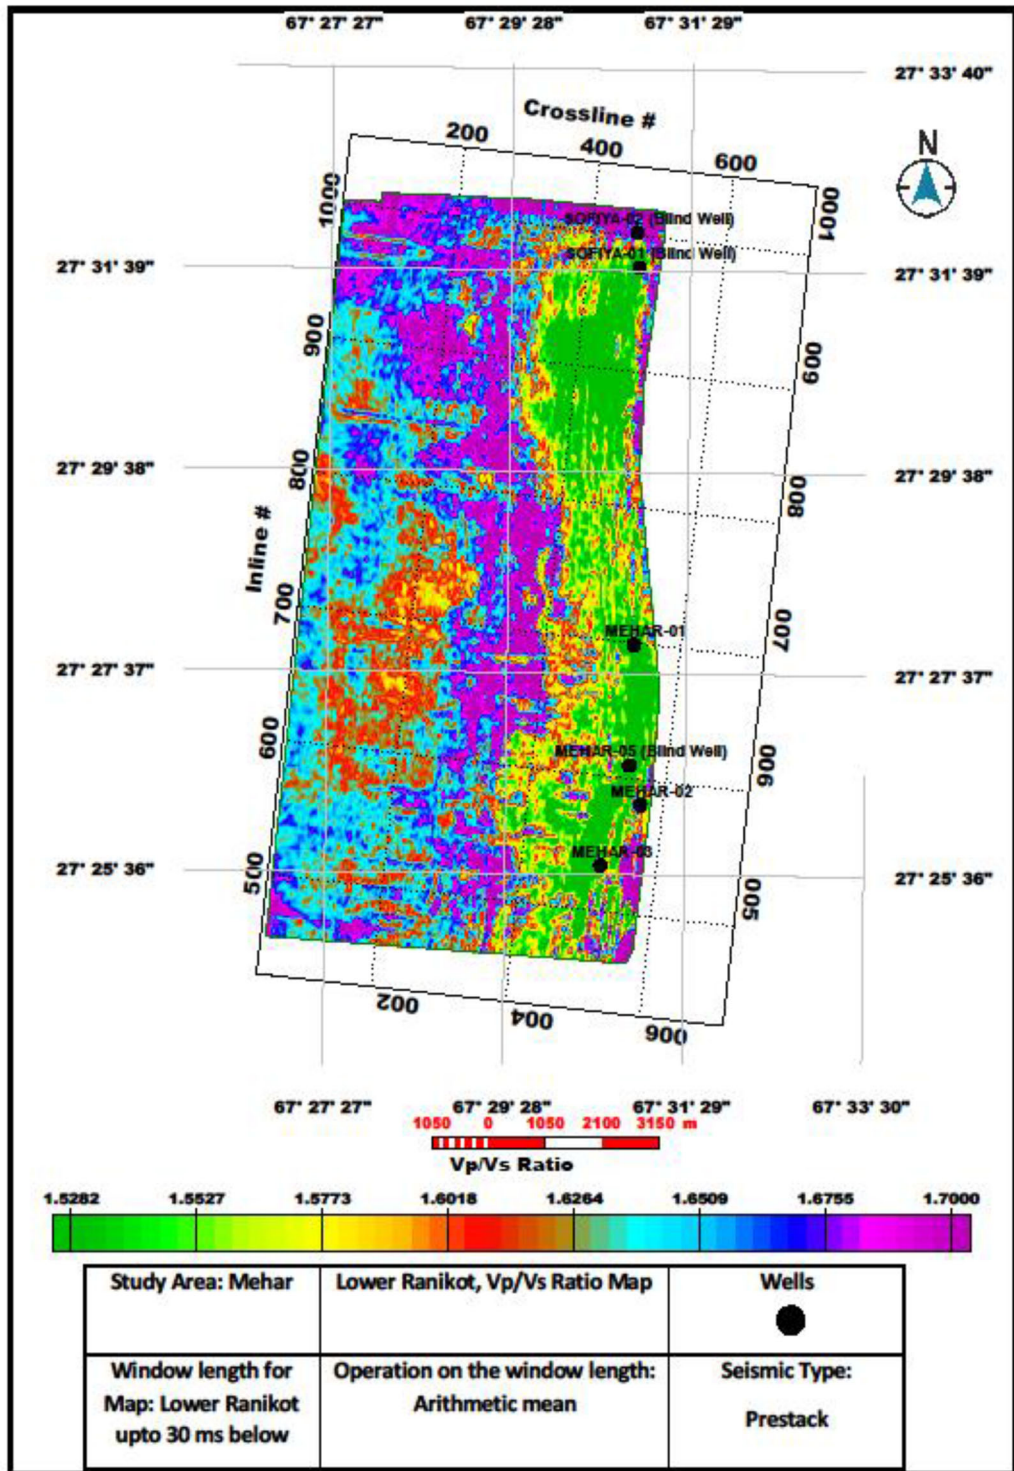 67° 27' 27" 67° 29' 28" 67° 31' 29"
27° 33' 40"
Crossline #
200 400 600
N
1000 1000
SOFIYA-02 (Blind Well)
SOFIYA-01 (Blind Well)
27° 31' 39" 27° 31' 39"
900 900
27° 29' 38" 27° 29' 38"
800 800
Inline #
700 700
MEHAR-01
27° 27' 37" 27° 27' 37"
600 600
MEHAR-05 (Blind Well)
MEHAR-02
MEHAR-03
27° 25' 36" 27° 25' 36"
500 500
200 400 600
67° 27' 27" 67° 29' 28" 67° 31' 29" 67° 33' 30"
1050 0 1050 2100 3150 m
Vp/Vs Ratio
1.5282 1.5527 1.5773 1.6018 1.6264 1.6509 1.6755 1.7000
Study Area: Mehar
Lower Ranikot, Vp/Vs Ratio Map
Wells
Window length for
Map: Lower Ranikot
upto 30 ms below
Operation on the window length:
Arithmetic mean
Seismic Type:
Prestack